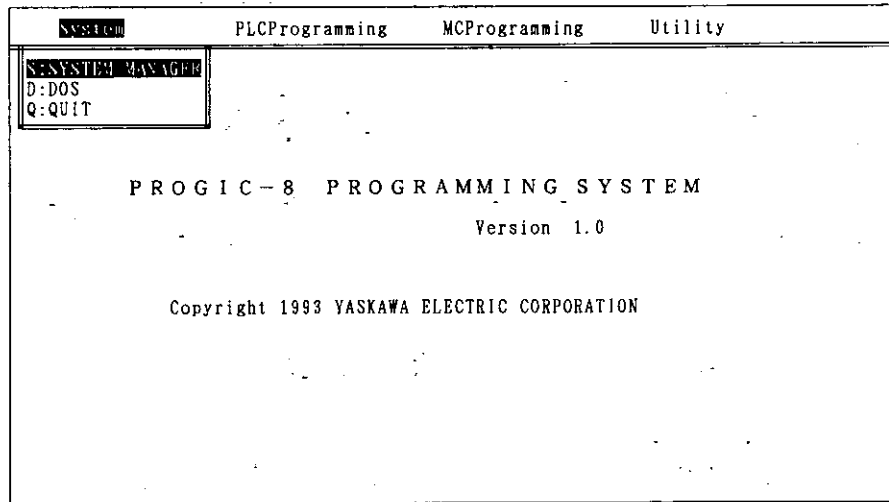 System PLCProgramming MCProgramming Utility
S:SYSTEM MANAGER
D:DOS
Q:QUIT
PROGIC-8 PROGRAMMING SYSTEM
Version 1.0
Copyright 1993 YASKAWA ELECTRIC CORPORATION